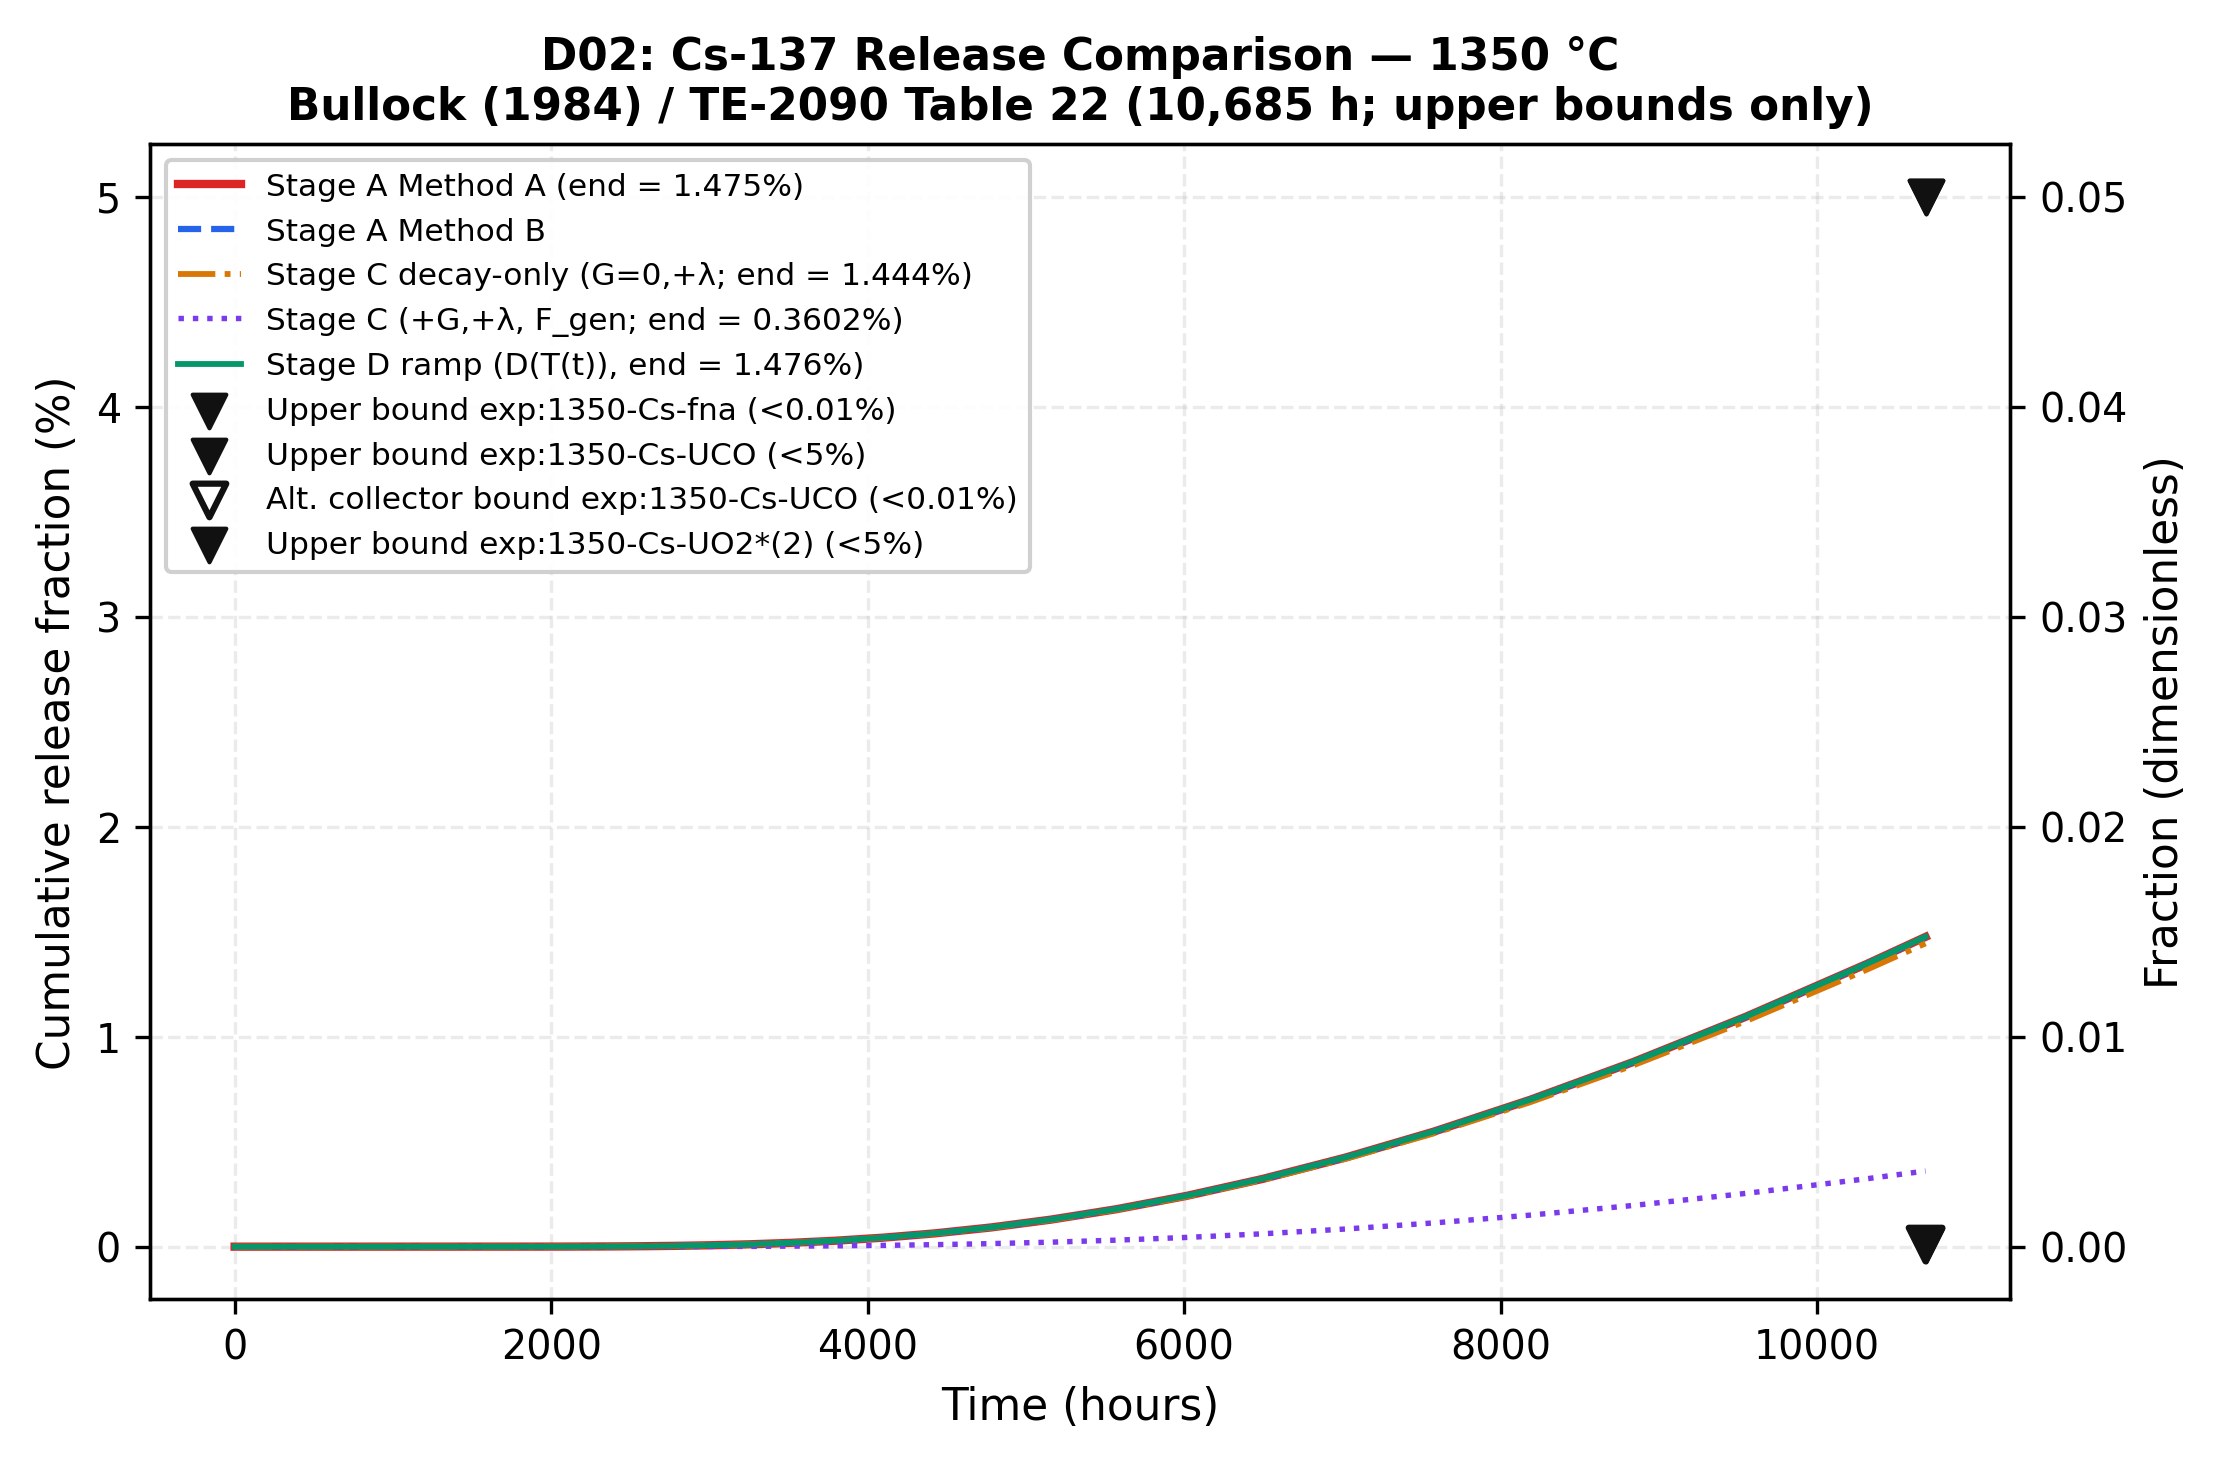 D02: Cs-137 Release Comparison — 1350 °C
Bullock (1984) / TE-2090 Table 22 (10,685 h; upper bounds only)
Stage A Method A (end = 1.475%)
Stage A Method B
Stage C decay-only (G=0,+λ; end = 1.444%)
Stage C (+G,+λ, F_gen; end = 0.3602%)
Stage D ramp (D(T(t)), end = 1.476%)
Upper bound exp:1350-Cs-fna (<0.01%)
Upper bound exp:1350-Cs-UCO (<5%)
Alt. collector bound exp:1350-Cs-UCO (<0.01%)
Upper bound exp:1350-Cs-UO2*(2) (<5%)
Cumulative release fraction (%)
5
4
3
2
1
0
0.05
0.04
0.03
0.02
0.01
0.00
Fraction (dimensionless)
0 2000 4000 6000 8000 10000
Time (hours)